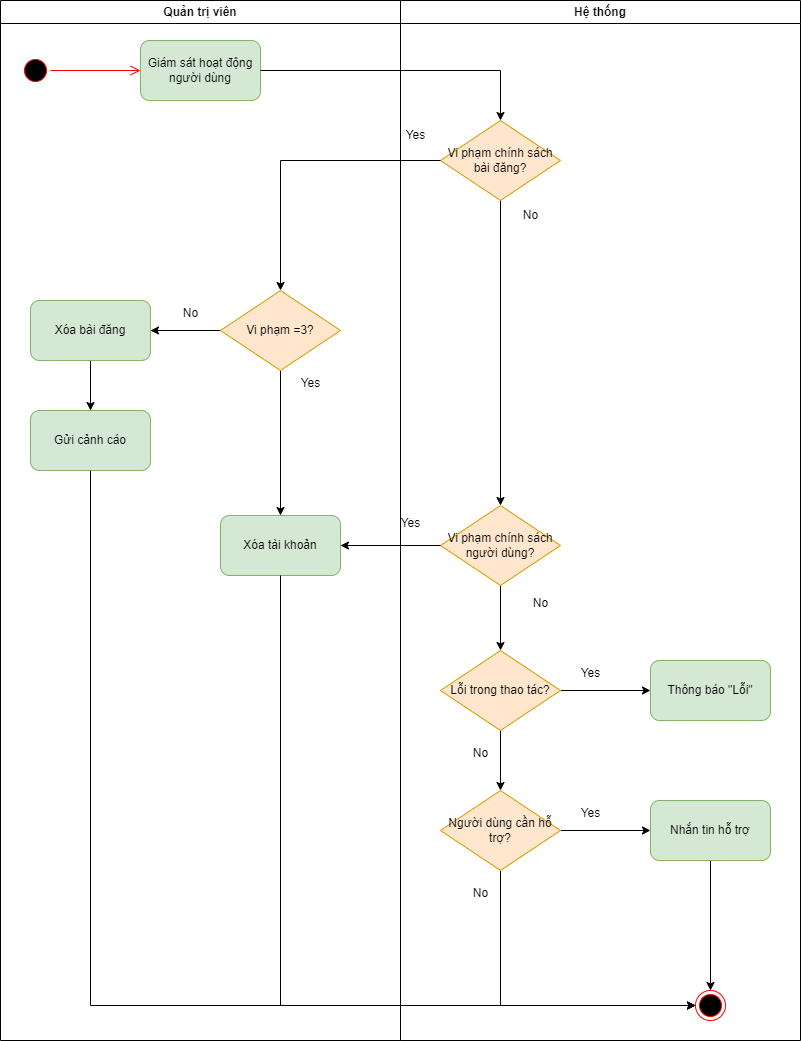 Quản trị viên
Hệ thống
Giám sát hoạt động
người dùng
Yes
Vi phạm chính sách
bài đăng?
No
Xóa bài đăng
No
Vi phạm =3?
Yes
Gửi cảnh cáo
Xóa tài khoản
Yes
Vi phạm chính sách
người dùng?
No
Lỗi trong thao tác?
Yes
Thông báo "Lỗi"
No
Người dùng cần hỗ
trợ?
Yes
Nhắn tin hỗ trợ
No